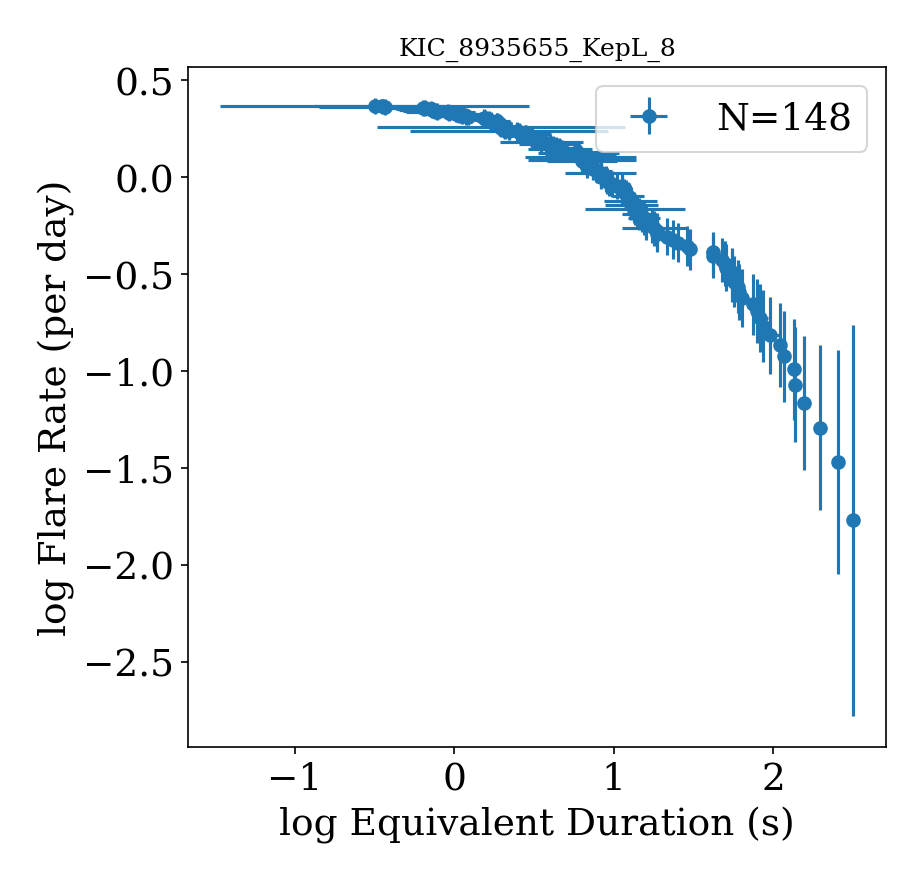 KIC_8935655_KepL_8
N=148
log Flare Rate (per day)
0.5
0.0
−0.5
−1.0
−1.5
−2.0
−2.5
−1 0 1 2
log Equivalent Duration (s)